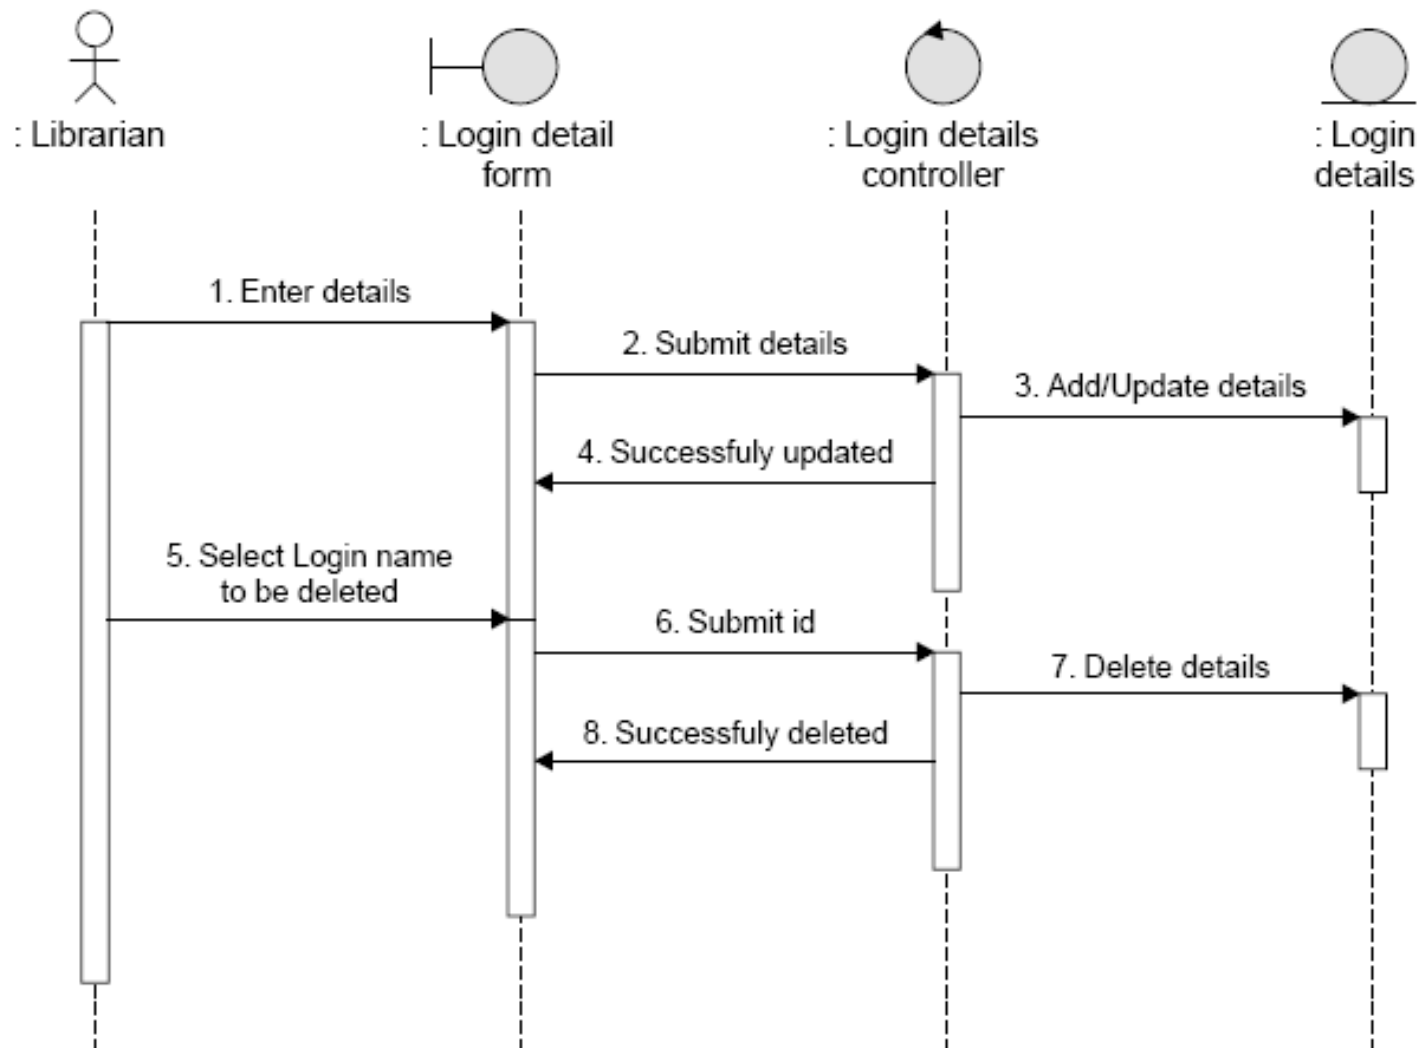 : Librarian
: Login detail
form
: Login details
controller
: Login
details
1. Enter details
2. Submit details
3. Add/Update details
4. Successfuly updated
5. Select Login name
to be deleted
6. Submit id
7. Delete details
8. Successfuly deleted